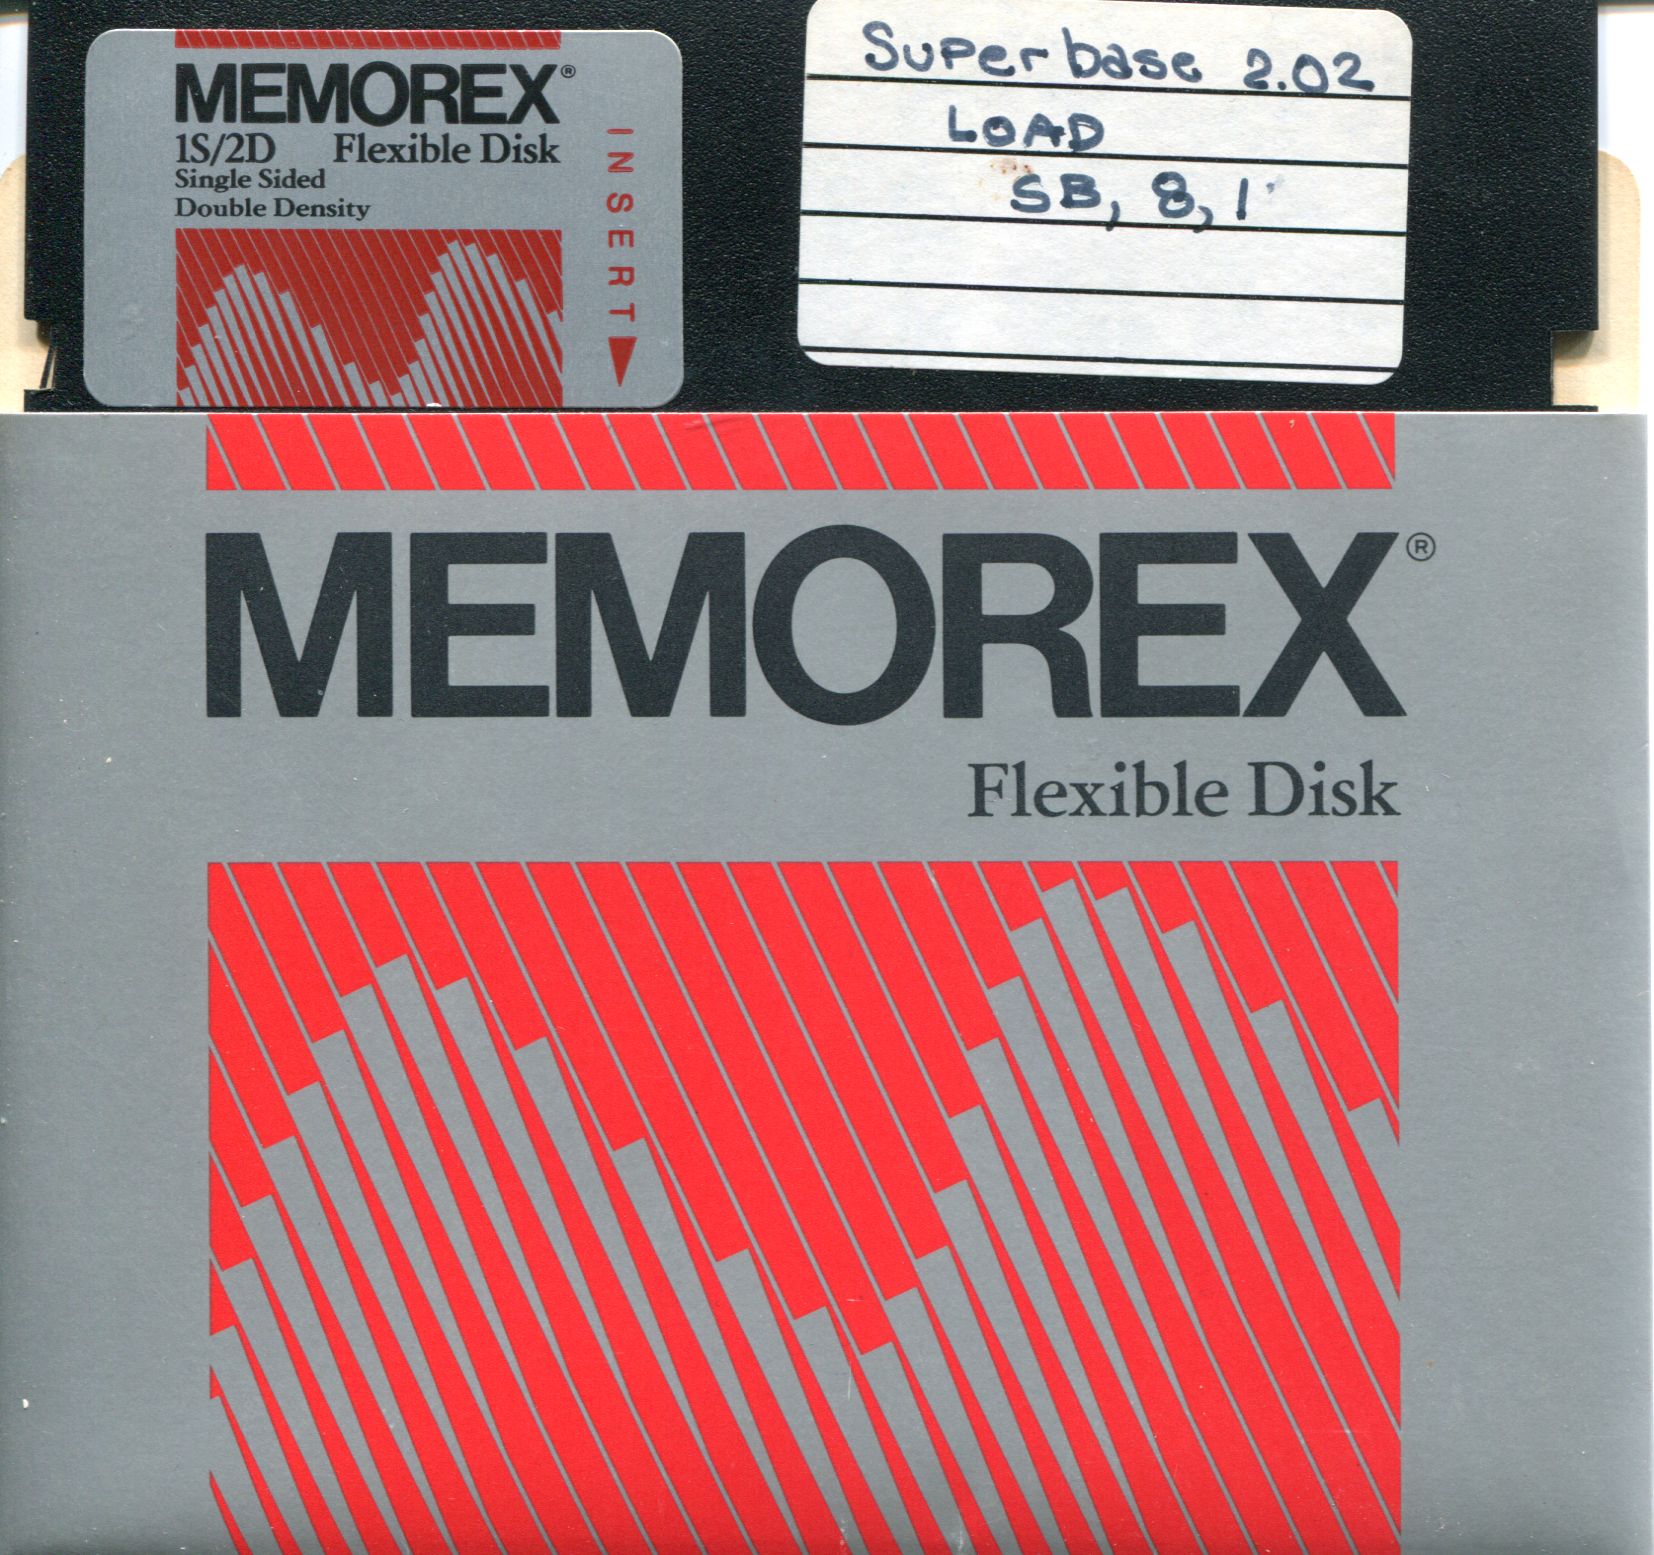 MEMOREX®
1S/2D Flexible Disk
Single Sided
Double Density
INSERT
Superbase 2.02
LOAD
SB, 8, 1
MEMOREX®
Flexible Disk